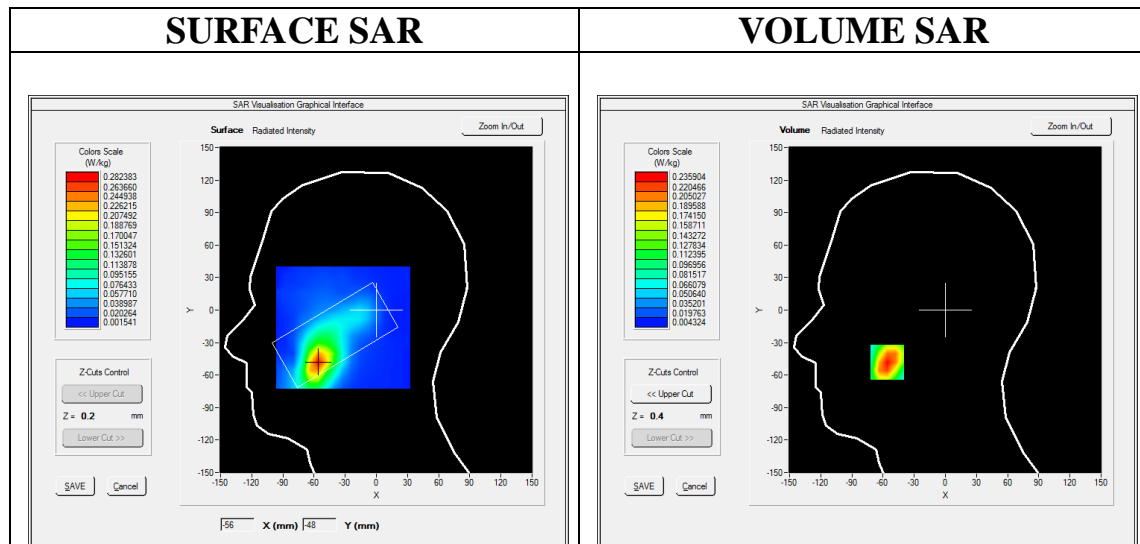 SURFACE SAR
VOLUME SAR
SAR Visualisation Graphical Interface
Surface Radiated Intensity
Zoom In/Out
Colors Scale
(W/kg)
0.282383
0.263660
0.244938
0.226215
0.207492
0.188769
0.170047
0.151324
0.132601
0.113878
0.095155
0.076433
0.057710
0.038987
0.020264
0.001541
Z-Cuts Control
<< Upper Cut
Z = 0.2 mm
Lower Cut >>
SAVE Cancel
150
120
90
60
30
0
-30
-60
-90
-120
-150
Y
-150 -120 -90 -60 -30 0 30 60 90 120 150
X
-56 X (mm) -48 Y (mm)
SAR Visualisation Graphical Interface
Volume Radiated Intensity
Zoom In/Out
Colors Scale
(W/kg)
0.235904
0.220466
0.205027
0.189588
0.174150
0.158711
0.143272
0.127834
0.112395
0.096956
0.081517
0.066079
0.050640
0.035201
0.019763
0.004324
Z-Cuts Control
<< Upper Cut
Z = 0.4 mm
Lower Cut >>
SAVE Cancel
150
120
90
60
30
0
-30
-60
-90
-120
-150
Y
-150 -120 -90 -60 -30 0 30 60 90 120 150
X